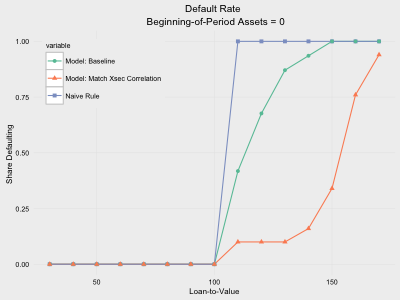 Default Rate
Beginning-of-Period Assets = 0
variable
Model: Baseline
Model: Match Xsec Correlation
Naive Rule
Share Defaulting
1.00
0.75
0.50
0.25
0.00
50
100
150
Loan-to-Value